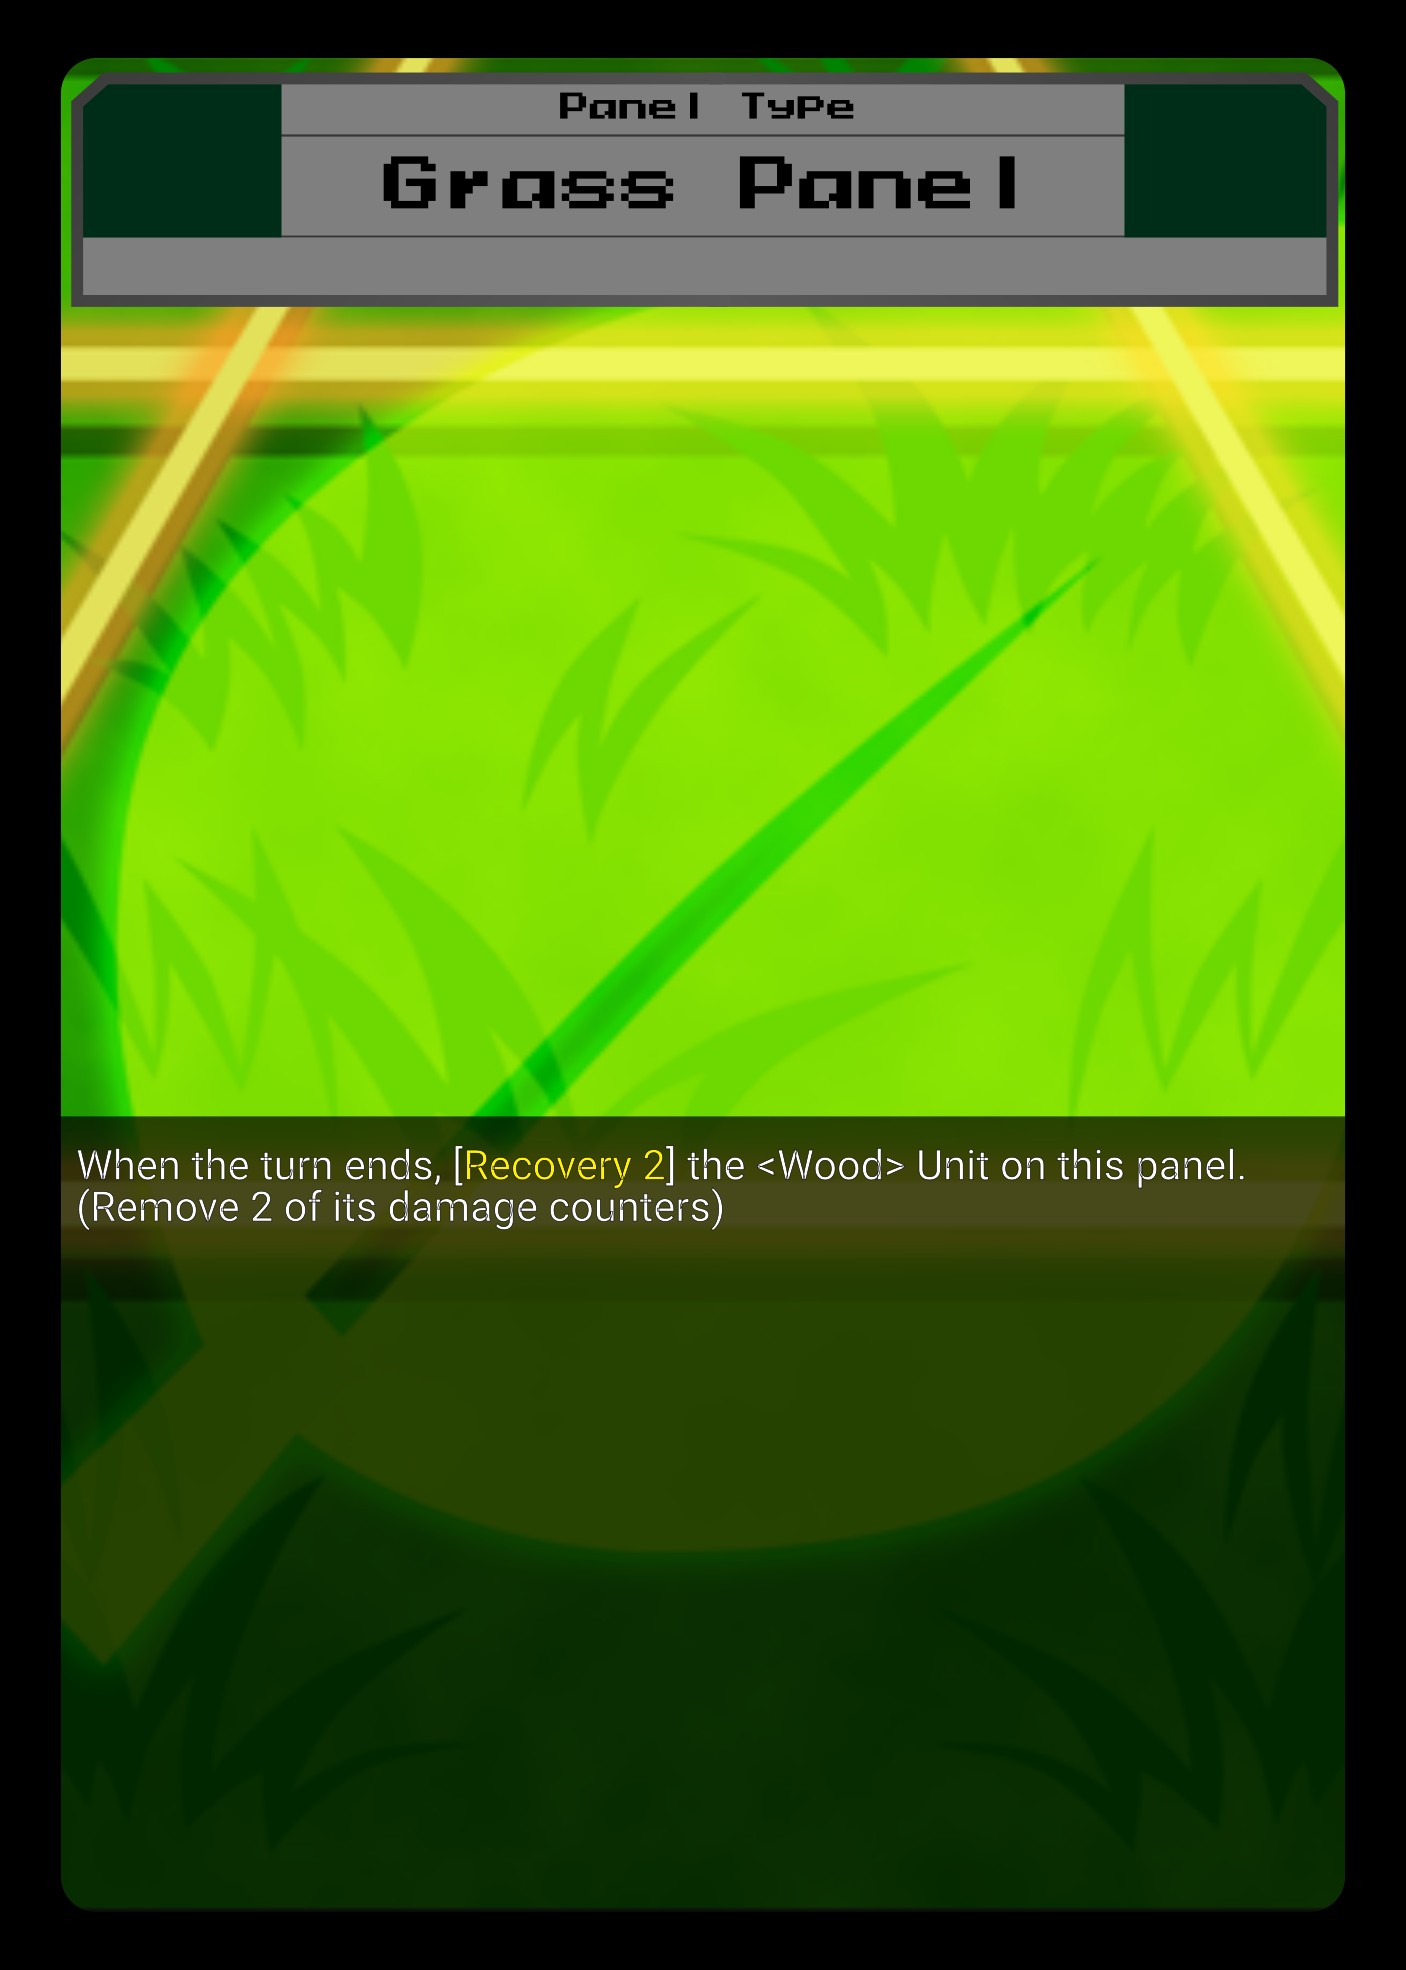 Panel Type
Grass Panel
When the turn ends, [Recovery 2] the <Wood> Unit on this panel.
(Remove 2 of its damage counters)